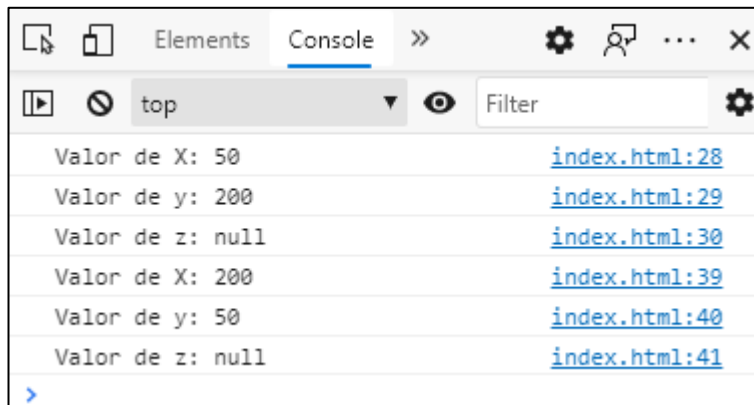 Elements Console »
top Filter
Valor de X: 50 index.html:28
Valor de y: 200 index.html:29
Valor de z: null index.html:30
Valor de X: 200 index.html:39
Valor de y: 50 index.html:40
Valor de z: null index.html:41
>